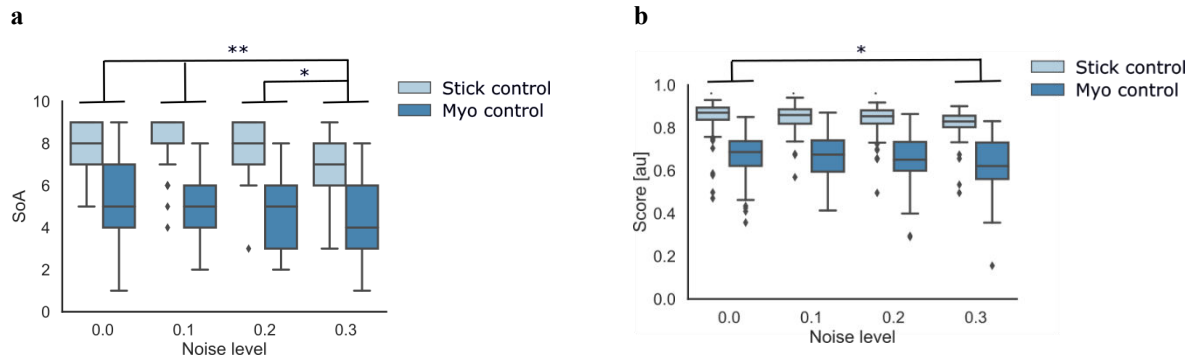 a
**
*
Stick control
Myo control
10
8
6
4
2
0
SoA
0.0 0.1 0.2 0.3
Noise level
b
*
Stick control
Myo control
1.0
0.8
0.6
0.4
0.2
0.0
Score [au]
0.0 0.1 0.2 0.3
Noise level